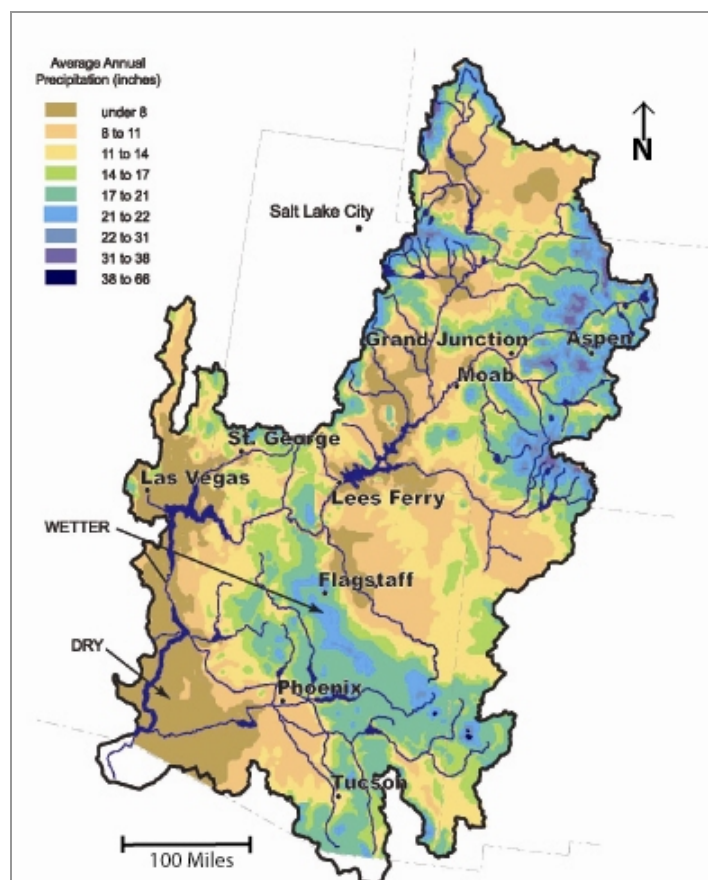 Average Annual
Precipitation (inches)
under 8
8 to 11
11 to 14
14 to 17
17 to 21
21 to 22
22 to 31
31 to 38
38 to 66
N
Salt Lake City
Grand Junction
Aspen
Moab
St. George
Las Vegas
Lees Ferry
WETTER
Flagstaff
DRY
Phoenix
Tucson
100 Miles